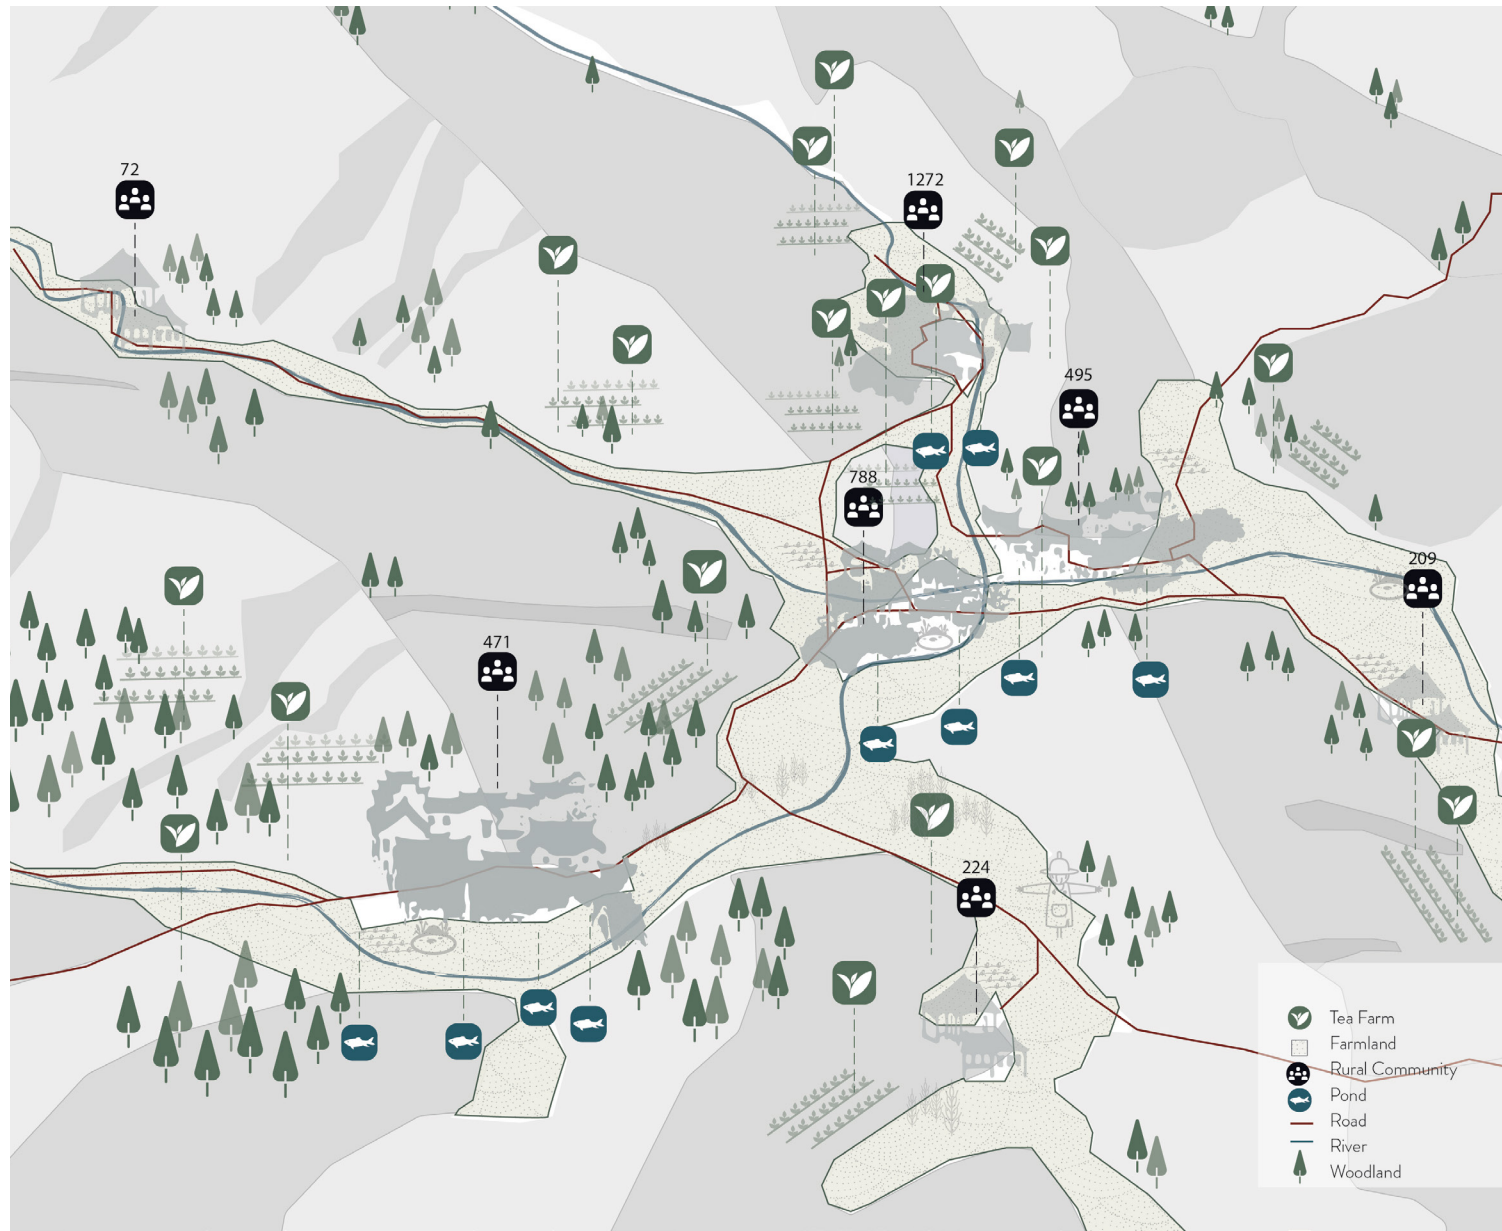 72
1272
495
788
209
471
224
Tea Farm
Farmland
Rural Community
Pond
Road
River
Woodland